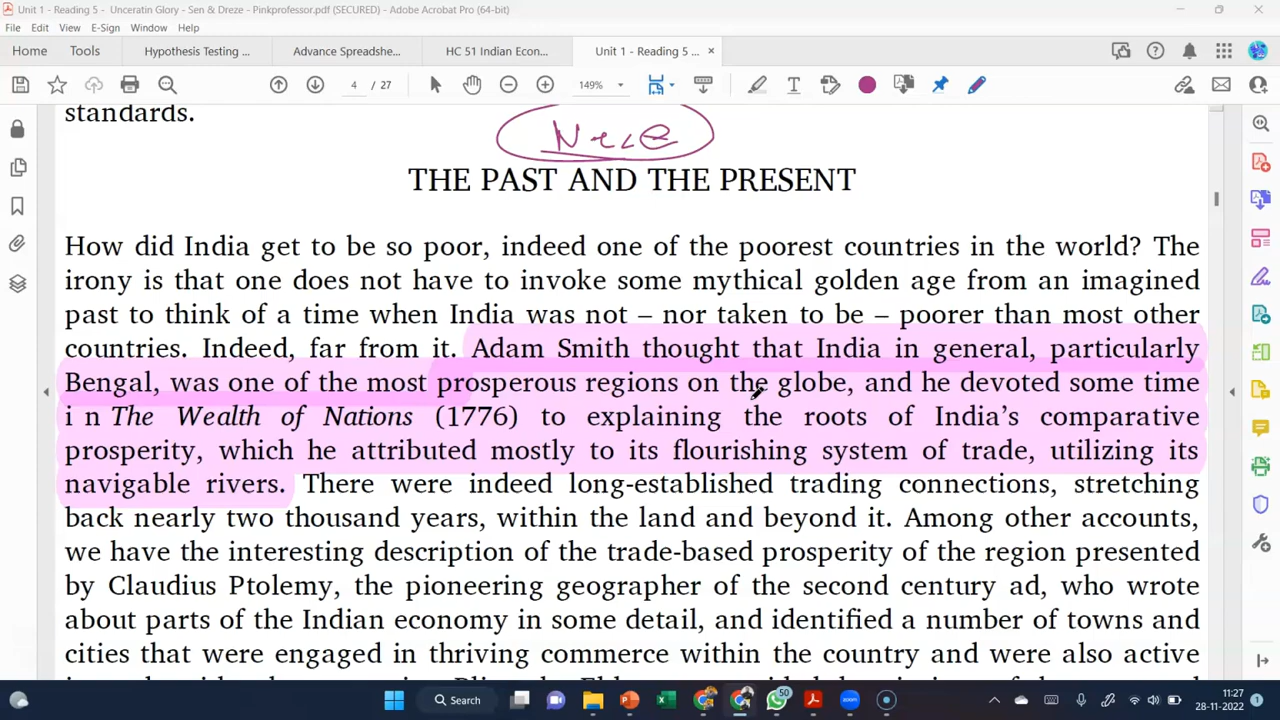 Unit 1 - Reading 5 - Unceratin Glory - Sen & Dreze - Pinkprofessor.pdf (SECURED) - Adobe Acrobat Pro (64-bit)
File Edit View E-Sign Window Help
Home Tools Hypothesis Testing ... Advance Spreadshe... HC 51 Indian Econ... Unit 1 - Reading 5 ... ×
4 / 27 149%
standards.
THE PAST AND THE PRESENT
How did India get to be so poor, indeed one of the poorest countries in the world? The
irony is that one does not have to invoke some mythical golden age from an imagined
past to think of a time when India was not – nor taken to be – poorer than most other
countries. Indeed, far from it. Adam Smith thought that India in general, particularly
Bengal, was one of the most prosperous regions on the globe, and he devoted some time
i n The Wealth of Nations (1776) to explaining the roots of India’s comparative
prosperity, which he attributed mostly to its flourishing system of trade, utilizing its
navigable rivers. There were indeed long-established trading connections, stretching
back nearly two thousand years, within the land and beyond it. Among other accounts,
we have the interesting description of the trade-based prosperity of the region presented
by Claudius Ptolemy, the pioneering geographer of the second century ad, who wrote
about parts of the Indian economy in some detail, and identified a number of towns and
cities that were engaged in thriving commerce within the country and were also active
Search 50 11:27
28-11-2022